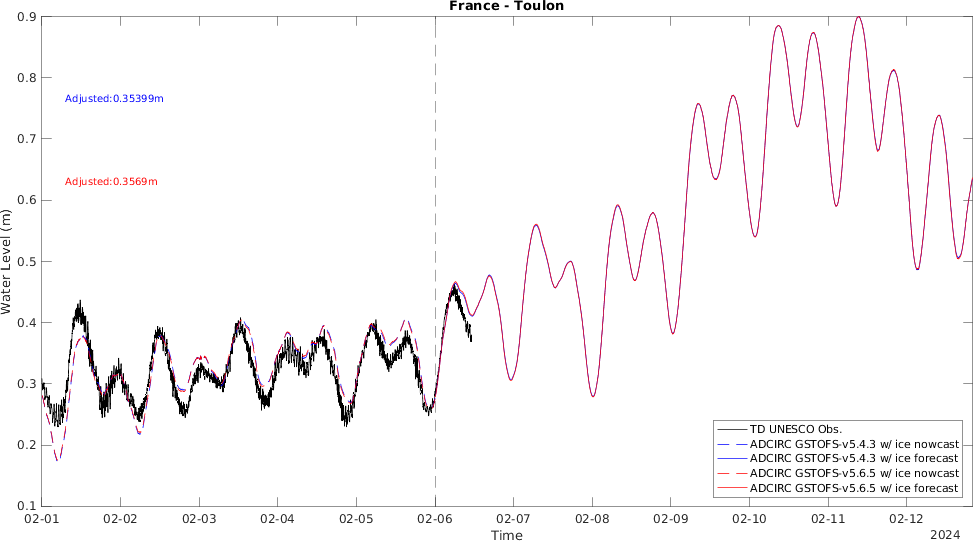 France - Toulon
0.9
0.8
0.7
0.6
0.5
0.4
0.3
0.2
0.1
Water Level (m)
Adjusted:0.35399m
Adjusted:0.3569m
TD UNESCO Obs.
ADCIRC GSTOFS-v5.4.3 w/ ice nowcast
ADCIRC GSTOFS-v5.4.3 w/ ice forecast
ADCIRC GSTOFS-v5.6.5 w/ ice nowcast
ADCIRC GSTOFS-v5.6.5 w/ ice forecast
02-01 02-02 02-03 02-04 02-05 02-06 02-07 02-08 02-09 02-10 02-11 02-12
Time
2024